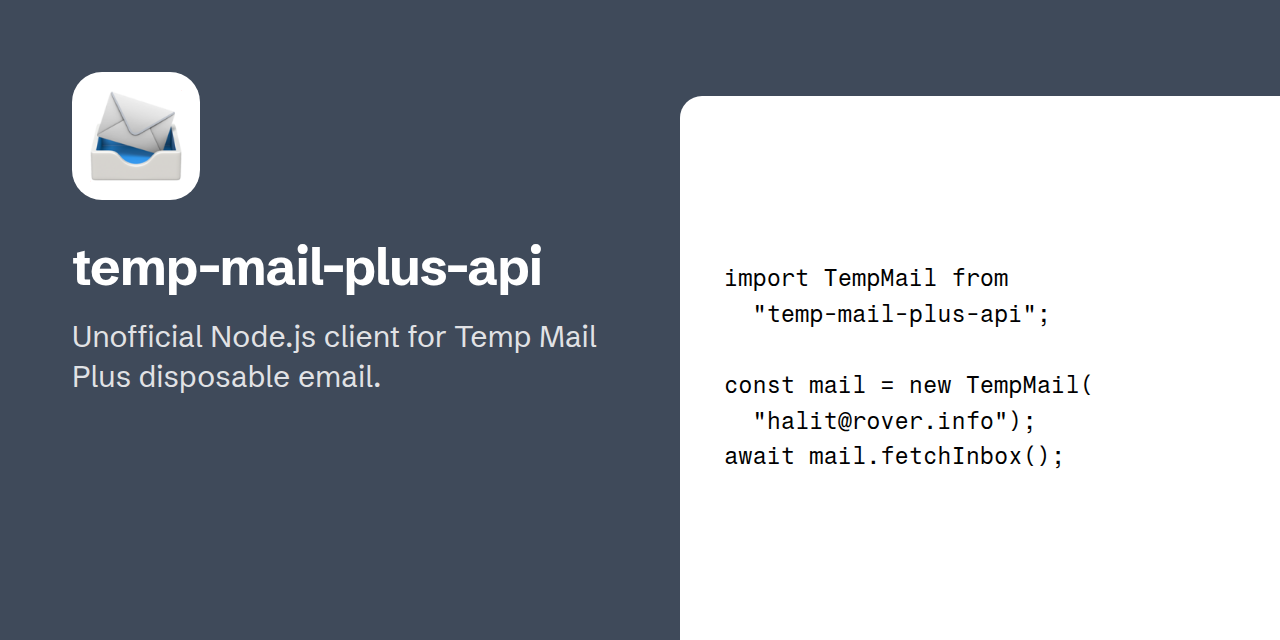 temp-mail-plus-api
Unofficial Node.js client for Temp Mail
Plus disposable email.
import TempMail from
  "temp-mail-plus-api";
const mail = new TempMail(
  "halit@rover.info");
await mail.fetchInbox();